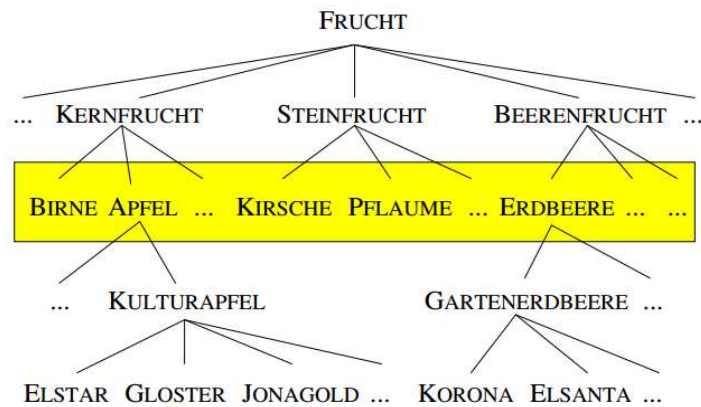 FRUCHT
... KERNFRUCHT STEINFRUCHT BEERENFRUCHT ...
BIRNE APFEL ... KIRSCHE PFLAUME ... ERDBEERE ... ...
... KULTURAPFEL GARTENERDBEERE ...
ELSTAR GLOSTER JONAGOLD ... KORONA ELSANTA ...